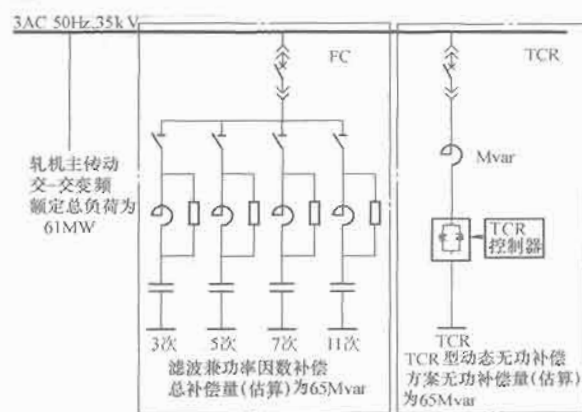 3AC 50Hz,35kV
FC
TCR
轧机主传动
交-交变频
额定总负荷为
61MW
Mvar
TCR
控制器
3次
5次
7次
11次
滤波兼功率因数补偿
总补偿量(估算)为65Mvar
TCR
TCR型动态无功补偿
方案无功补偿量(估算)
为65Mvar